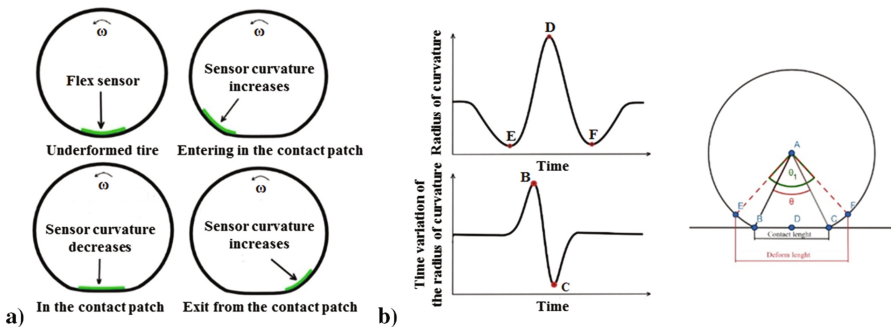 ω
Flex sensor
Underformed tire
ω
Sensor curvature
increases
Entering in the contact patch
ω
Sensor curvature
decreases
In the contact patch
ω
Sensor curvature
increases
Exit from the contact patch
a)
Radius of curvature
D
E
F
Time
Time variation of
the radius of curvature
B
C
Time
b)
A
θ1
θ
E
F
B
D
C
Contact lenght
Deform lenght